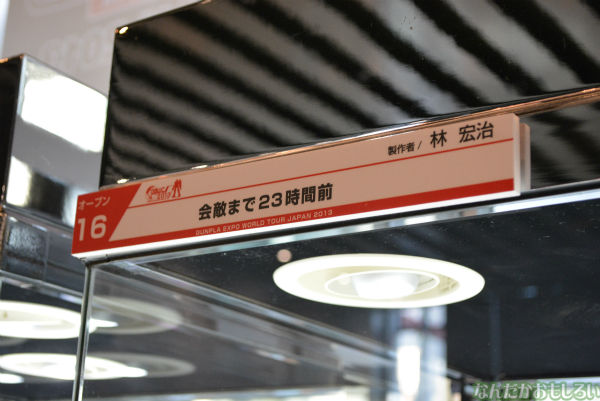 オープン
16
会敵まで23時間前
製作者/ 林 宏治
GUNPLA EXPO WORLD TOUR JAPAN 2013
なんだかおもしろい